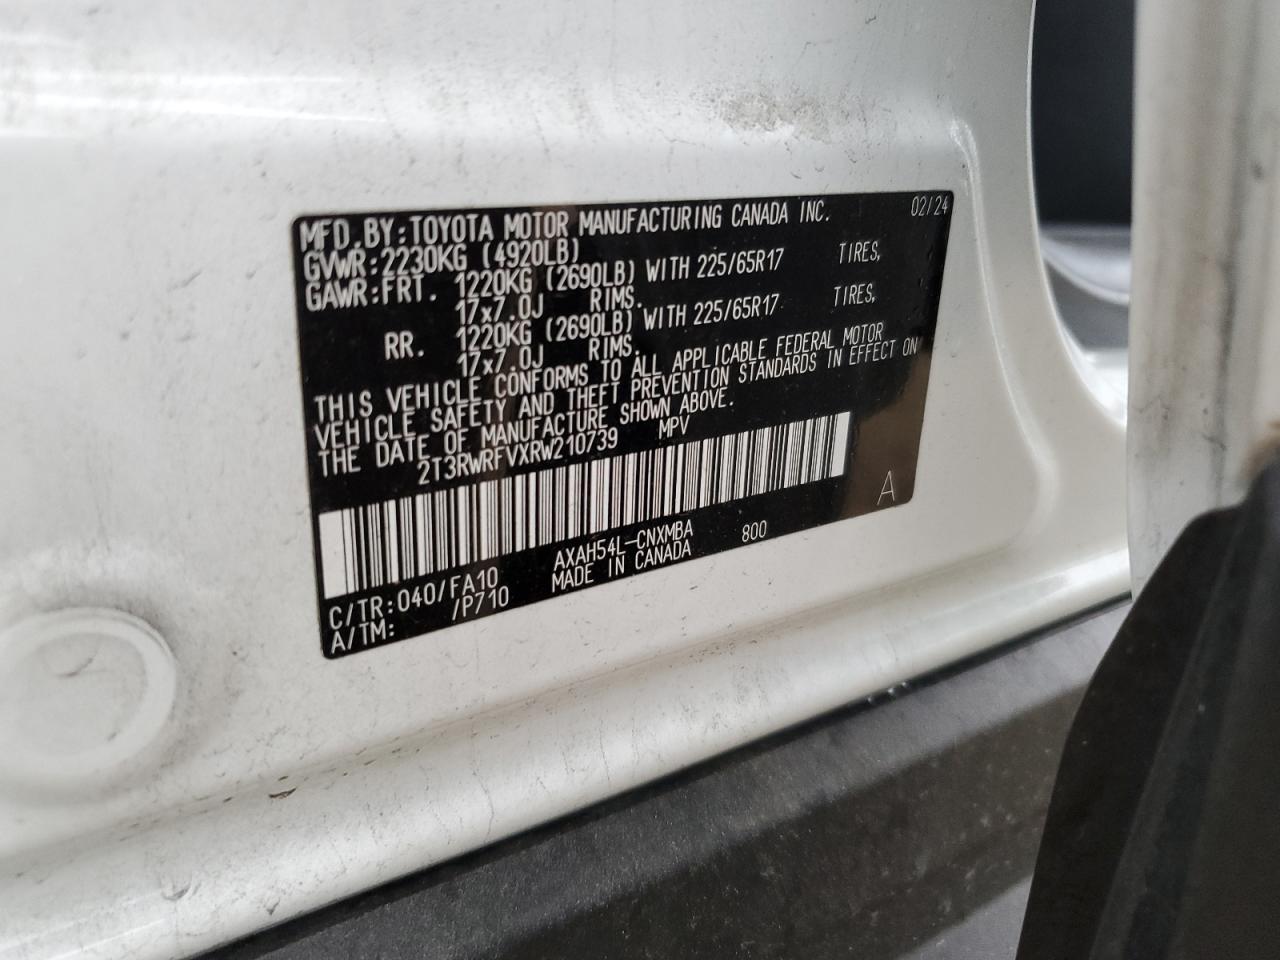 MFD.BY:TOYOTA MOTOR MANUFACTURING CANADA INC. 02/24
GVWR:2230KG (4920LB)
GAWR:FRT. 1220KG (2690LB) WITH 225/65R17 TIRES,
17x7.0J RIMS.
RR. 1220KG (2690LB) WITH 225/65R17 TIRES,
17x7.0J RIMS.
THIS VEHICLE CONFORMS TO ALL APPLICABLE FEDERAL MOTOR
VEHICLE SAFETY AND THEFT PREVENTION STANDARDS IN EFFECT ON
THE DATE OF MANUFACTURE SHOWN ABOVE.
2T3RWRFVXRW210739 MPV
A
C/TR:040/FA10 AXAH54L-CNXMBA 800
A/TM: /P710 MADE IN CANADA